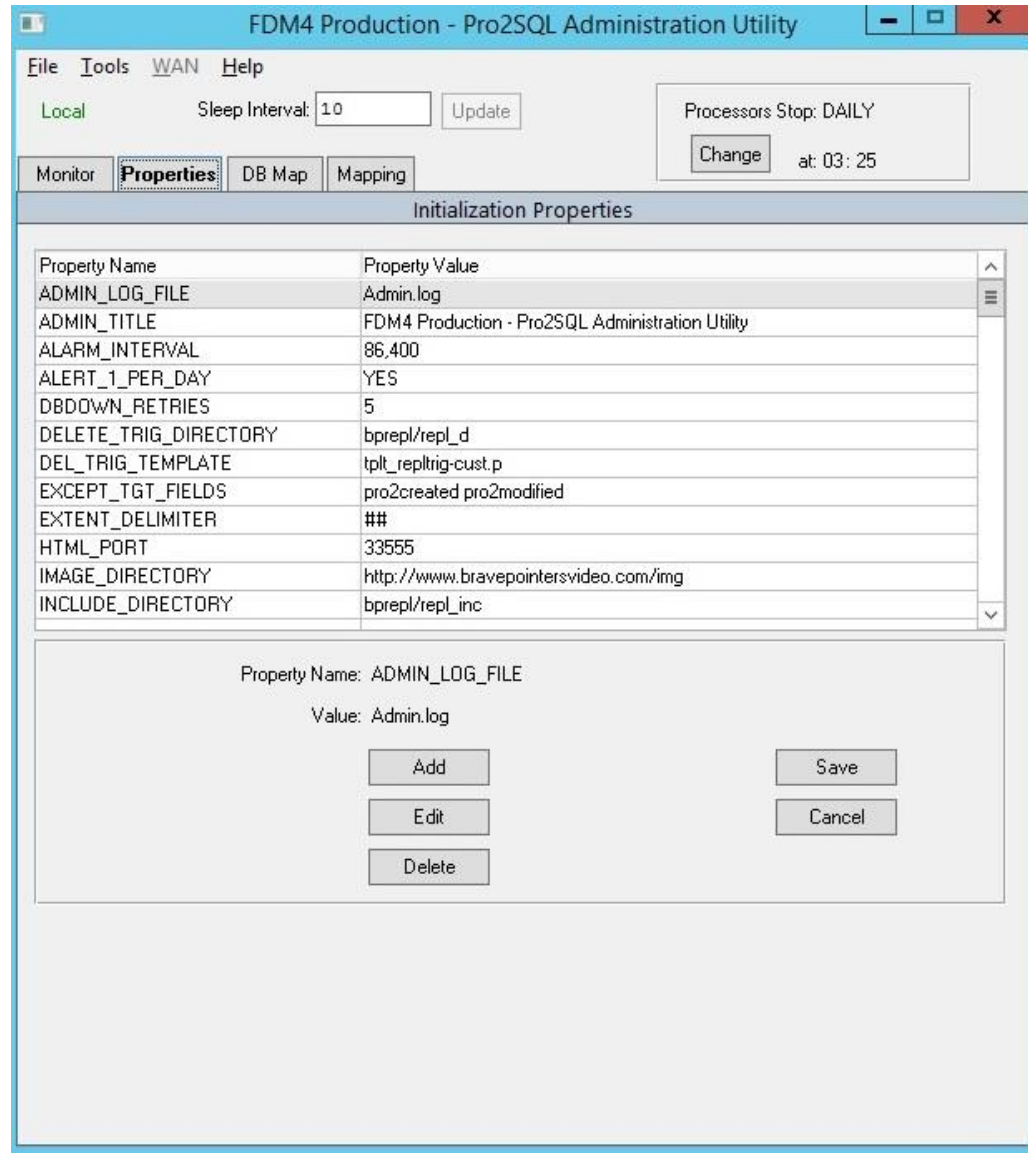 FDM4 Production - Pro2SQL Administration Utility
File Tools WAN Help
Local Sleep Interval: 10 Update
Processors Stop: DAILY
Change at: 03 : 25
Monitor Properties DB Map Mapping
Initialization Properties
Property Name Property Value
ADMIN_LOG_FILE Admin.log
ADMIN_TITLE FDM4 Production - Pro2SQL Administration Utility
ALARM_INTERVAL 86,400
ALERT_1_PER_DAY YES
DBDOWN_RETRIES 5
DELETE_TRIG_DIRECTORY bprepl/repl_d
DEL_TRIG_TEMPLATE tplt_repltrig-cust.p
EXCEPT_TGT_FIELDS pro2created pro2modified
EXTENT_DELIMITER ##
HTML_PORT 33555
IMAGE_DIRECTORY http://www.bravepointersvideo.com/img
INCLUDE_DIRECTORY bprepl/repl_inc
Property Name: ADMIN_LOG_FILE
Value: Admin.log
Add Save
Edit Cancel
Delete